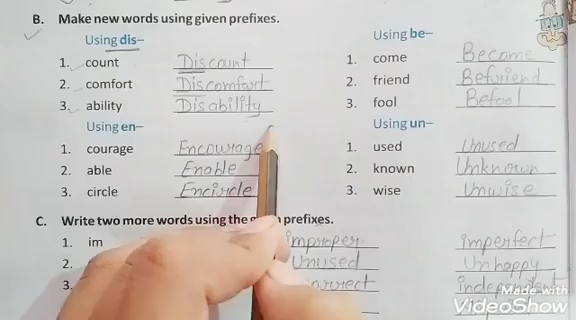 B. Make new words using given prefixes.
Using dis–
1. count Discount
2. comfort Discomfort
3. ability Disability
Using be–
1. come Become
2. friend Befriend
3. fool Befool
Using en–
1. courage Encourage
2. able Enable
3. circle Encircle
Using un–
1. used Unused
2. known Unknown
3. wise Unwise
C. Write two more words using the prefixes.
1. im improper imperfect
2. Unused Unhappy
3. independent
Made with
VideoShow